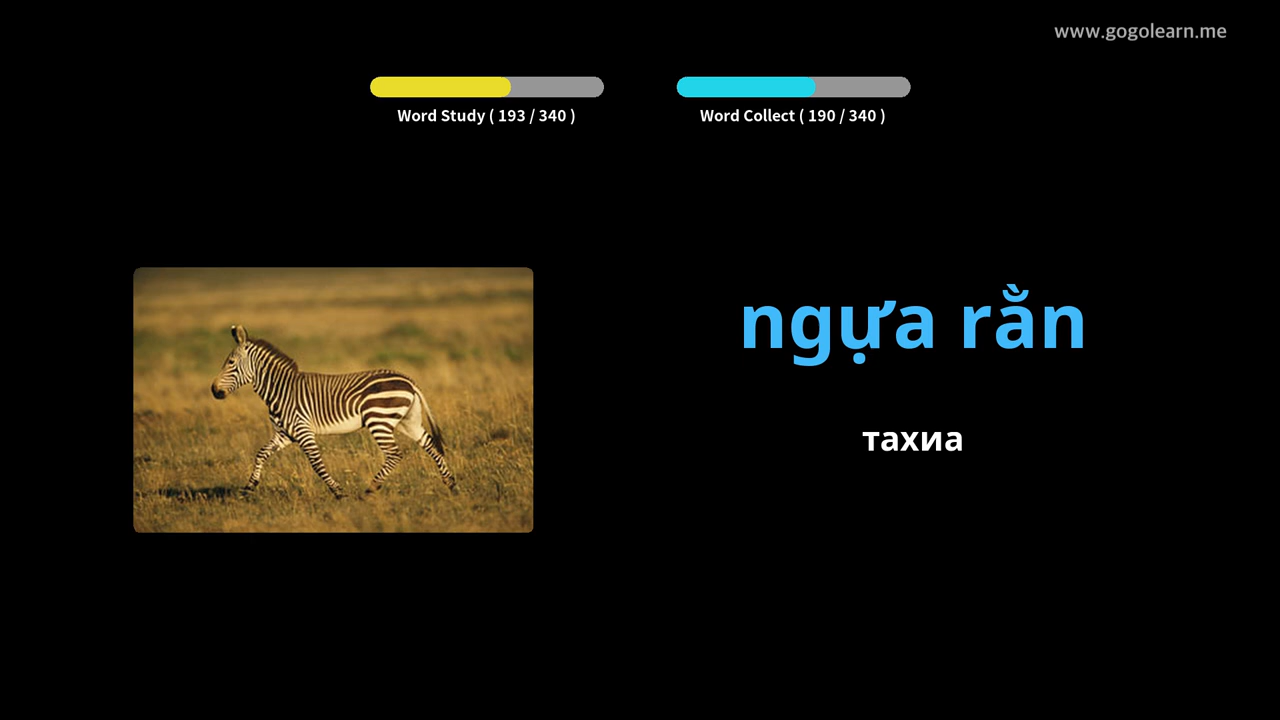 www.gogolearn.me
Word Study ( 193 / 340 )
Word Collect ( 190 / 340 )
ngựa rằn
тахиа